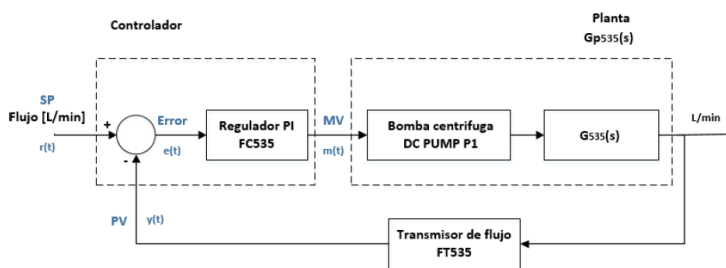 Controlador
Planta
Gp535(s)
SP
Flujo [L/min]
r(t)
+
-
Error
e(t)
Regulador PI
FC535
MV
m(t)
Bomba centrifuga
DC PUMP P1
G535(s)
L/min
PV
y(t)
Transmisor de flujo
FT535